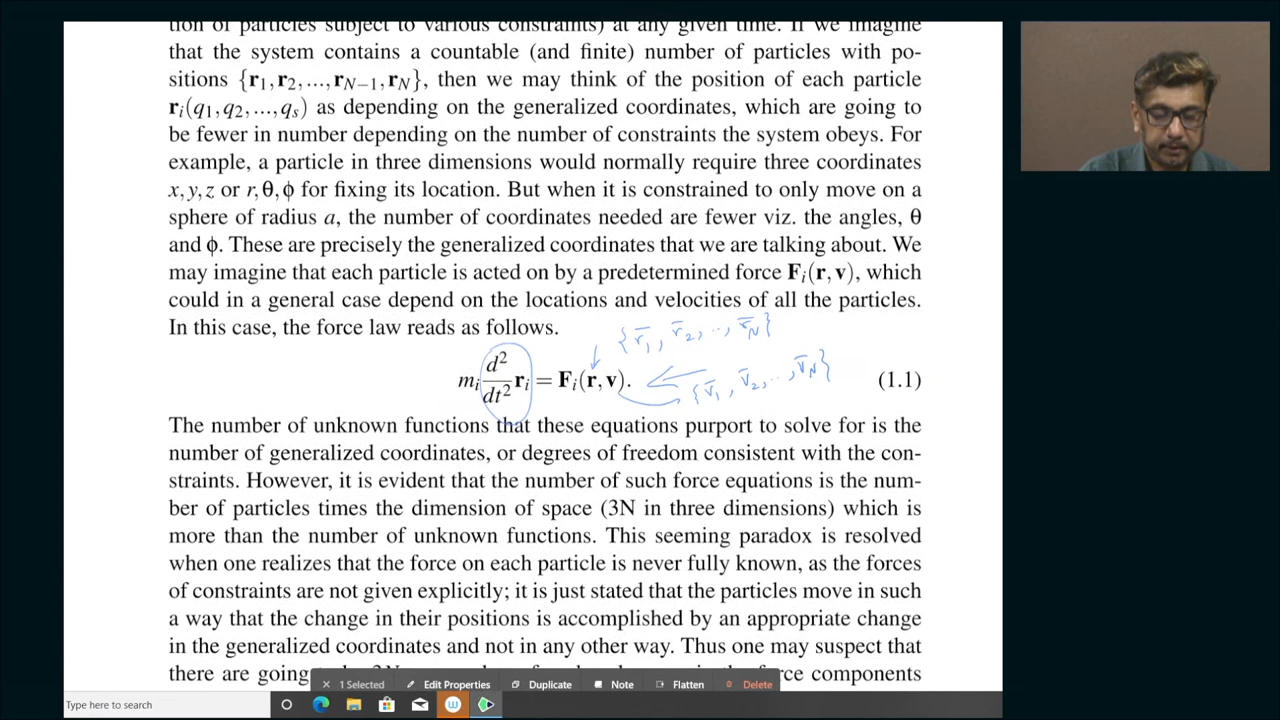 tion of particles subject to various constraints) at any given time. If we imagine
that the system contains a countable (and finite) number of particles with po-
sitions {r1,r2,...,rN−1,rN}, then we may think of the position of each particle
ri(q1,q2,...,qs) as depending on the generalized coordinates, which are going to
be fewer in number depending on the number of constraints the system obeys. For
example, a particle in three dimensions would normally require three coordinates
x,y,z or r,θ,ϕ for fixing its location. But when it is constrained to only move on a
sphere of radius a, the number of coordinates needed are fewer viz. the angles, θ
and ϕ. These are precisely the generalized coordinates that we are talking about. We
may imagine that each particle is acted on by a predetermined force Fi(r,v), which
could in a general case depend on the locations and velocities of all the particles.
In this case, the force law reads as follows.
{r̄1, r̄2, .., r̄N}
mi d²/dt² ri = Fi(r,v). (1.1)
{v̄1, v̄2, .., v̄N}
The number of unknown functions that these equations purport to solve for is the
number of generalized coordinates, or degrees of freedom consistent with the con-
straints. However, it is evident that the number of such force equations is the num-
ber of particles times the dimension of space (3N in three dimensions) which is
more than the number of unknown functions. This seeming paradox is resolved
when one realizes that the force on each particle is never fully known, as the forces
of constraints are not given explicitly; it is just stated that the particles move in such
a way that the change in their positions is accomplished by an appropriate change
in the generalized coordinates and not in any other way. Thus one may suspect that
there are going force components
1 Selected Edit Properties Duplicate Note Flatten Delete
Type here to search